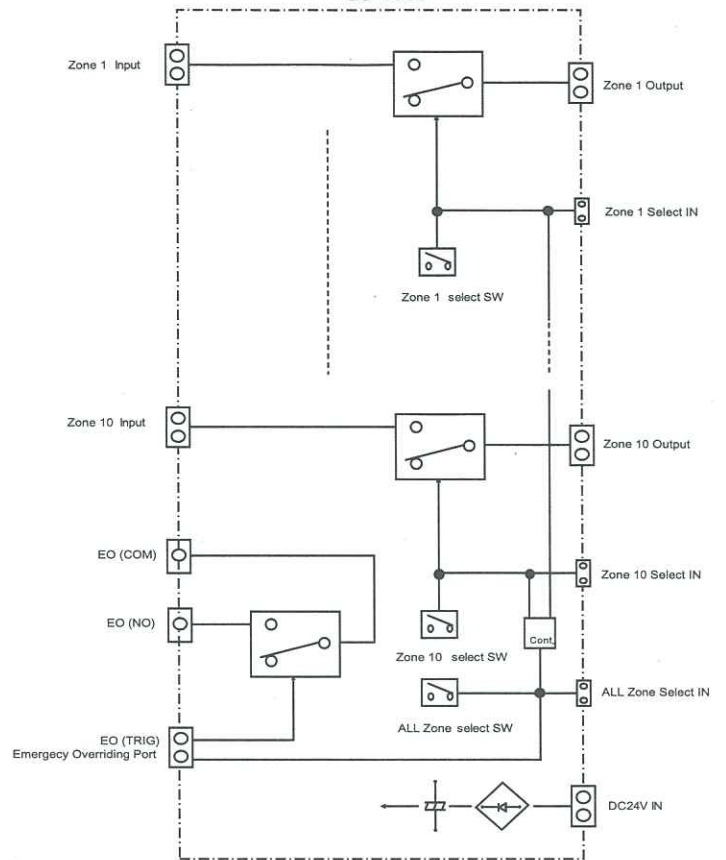 Zone 1 Input
Zone 1 Output
Zone 1 Select IN
Zone 1 select SW
Zone 10 Input
Zone 10 Output
EO (COM)
Zone 10 Select IN
EO (NO)
Cont.
Zone 10 select SW
ALL Zone Select IN
ALL Zone select SW
EO (TRIG)
Emergecy Overriding Port
DC24V IN